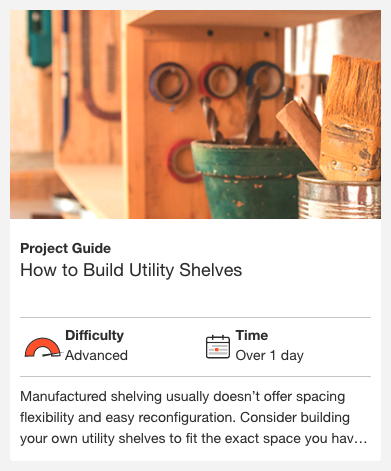 Project Guide
How to Build Utility Shelves
Difficulty
Advanced
Time
Over 1 day
Manufactured shelving usually doesn’t offer spacing
flexibility and easy reconfiguration. Consider building
your own utility shelves to fit the exact space you hav…